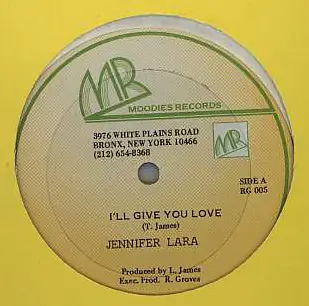 MR
MOODIES RECORDS
3976 WHITE PLAINS ROAD
BRONX, NEW YORK 10466
(212) 654-8368
MR
SIDE A
RG 005
I'LL GIVE YOU LOVE
(T. James)
JENNIFER LARA
Produced by L. James
Exec. Prod. R. Groves